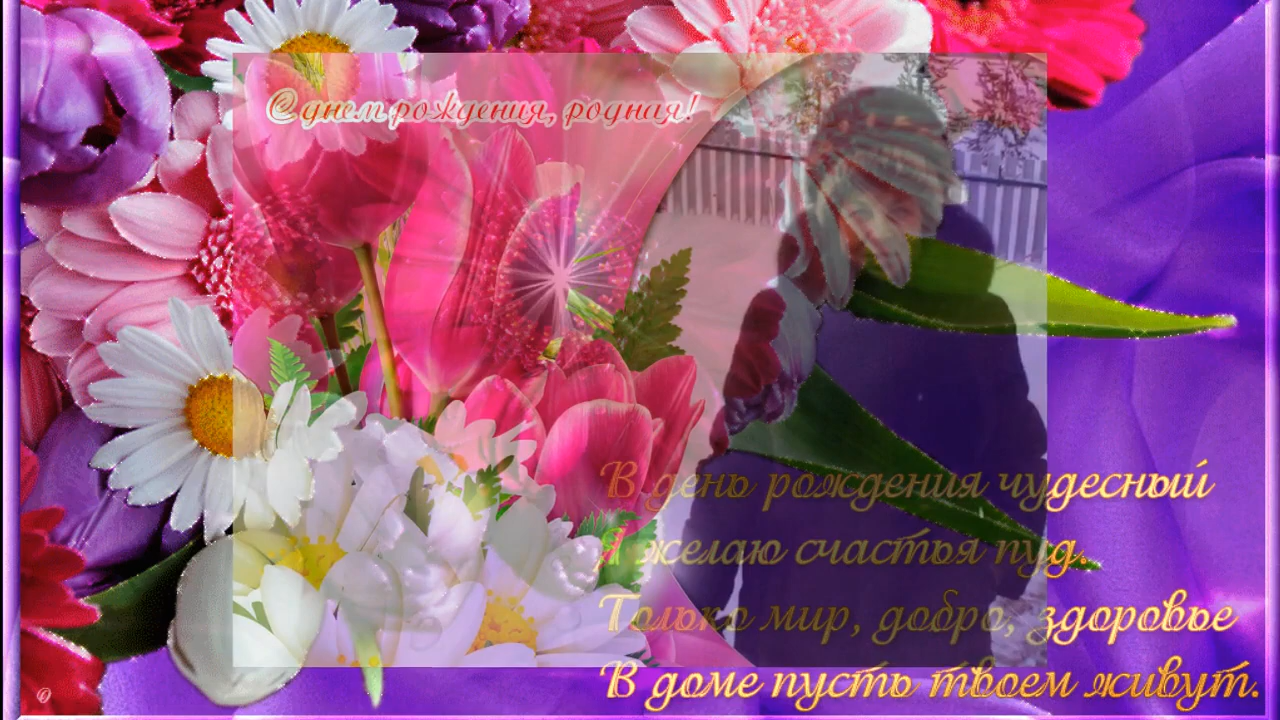 С днем рождения, родная!
В день рождения чудесный
Я желаю счастья пуд.
Только мир, добро, здоровье
В доме пусть твоем живут.